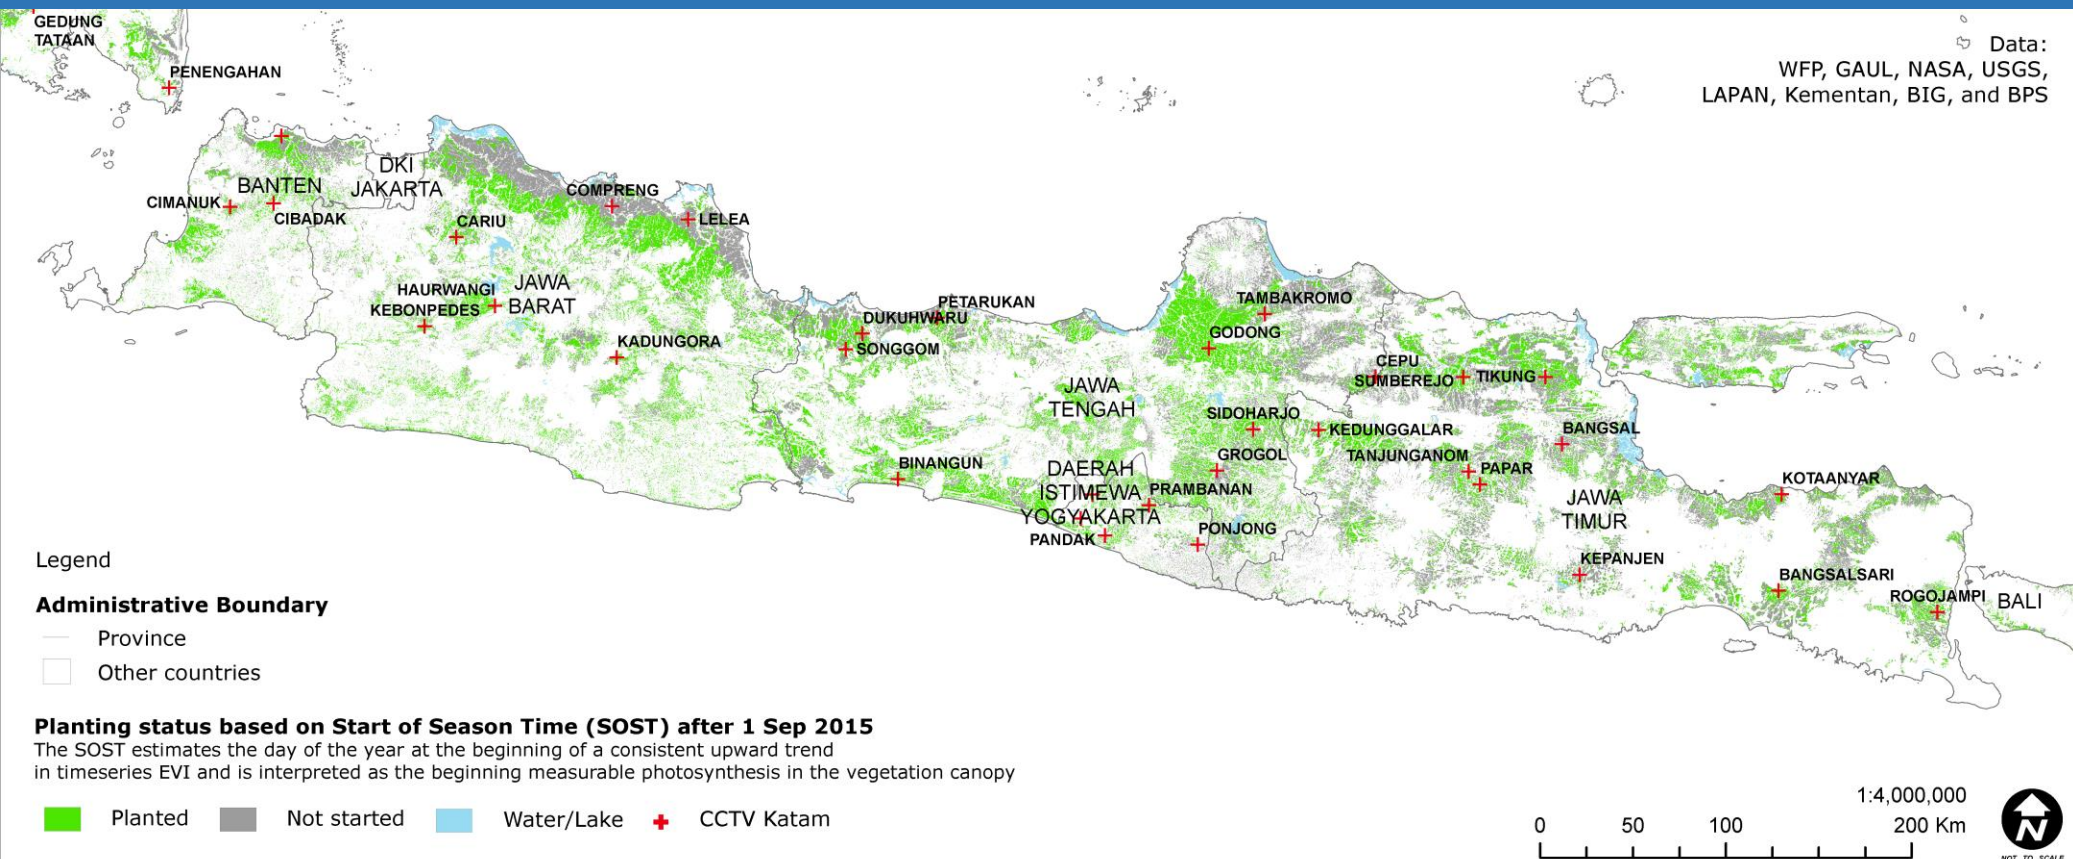 GEDUNG
TATAAN
PENENGAHAN
Data:
WFP, GAUL, NASA, USGS,
LAPAN, Kementan, BIG, and BPS
DKI
JAKARTA
BANTEN
CIMANUK
CIBADAK
COMPRENG
LELEA
CARIU
HAURWANGI
KEBONPEDES
JAWA
BARAT
KADUNGORA
PETARUKAN
DUKUHWARU
SONGGOM
TAMBAKROMO
GODONG
CEPU
SUMBEREJO
TIKUNG
JAWA
TENGAH
SIDOHARJO
KEDUNGGALAR
BANGSAL
GROGOL
TANJUNGANOM
PAPAR
BINANGUN
DAERAH
ISTIMEWA
YOGYAKARTA
PRAMBANAN
PANDAK
PONJONG
JAWA
TIMUR
KOTAANYAR
KEPANJEN
BANGSALSARI
ROGOJAMPI
BALI
Legend
Administrative Boundary
Province
Other countries
Planting status based on Start of Season Time (SOST) after 1 Sep 2015
The SOST estimates the day of the year at the beginning of a consistent upward trend
in timeseries EVI and is interpreted as the beginning measurable photosynthesis in the vegetation canopy
Planted Not started Water/Lake CCTV Katam
1:4,000,000
0 50 100 200 Km
N
NOT TO SCALE